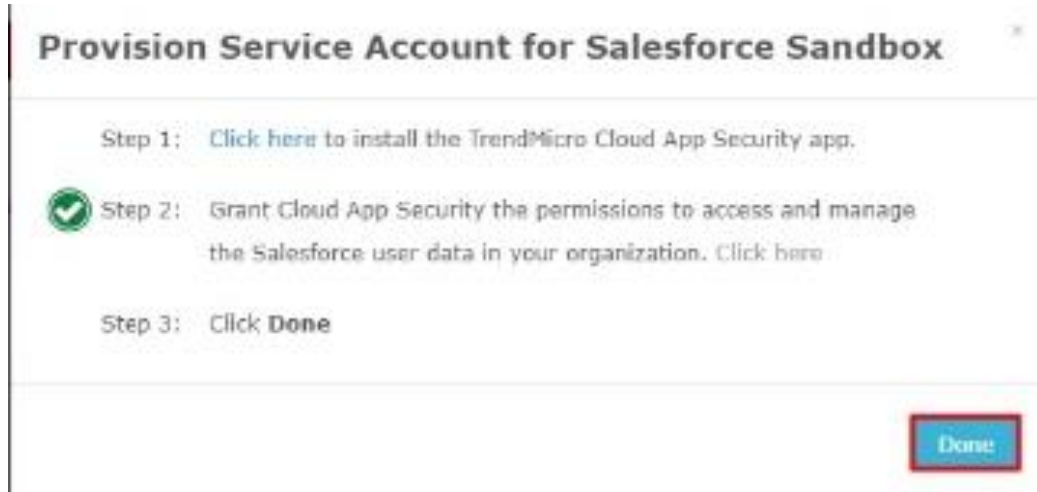 Provision Service Account for Salesforce Sandbox
Step 1: Click here to install the TrendMicro Cloud App Security app.
Step 2: Grant Cloud App Security the permissions to access and manage
the Salesforce user data in your organization. Click here
Step 3: Click Done
Done